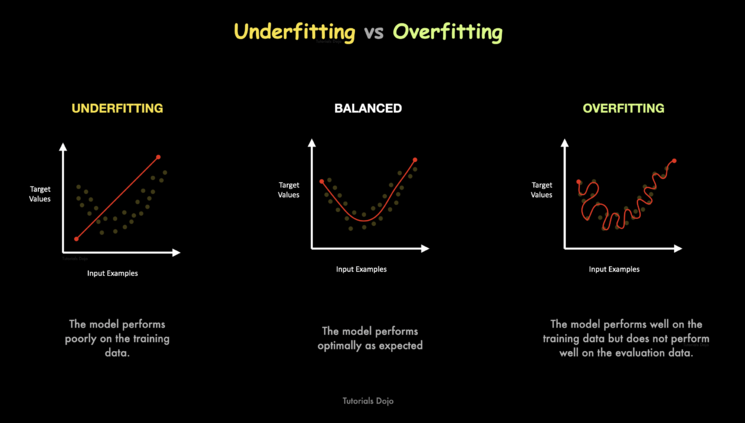 Underfitting vs Overfitting
UNDERFITTING
BALANCED
OVERFITTING
Target
Values
Input Examples
Target
Values
Input Examples
Target
Values
Input Examples
Tutorials Dojo
The model performs
poorly on the training
data.
The model performs
optimally as expected
The model performs well on the
training data but does not perform
well on the evaluation data.
Tutorials Dojo